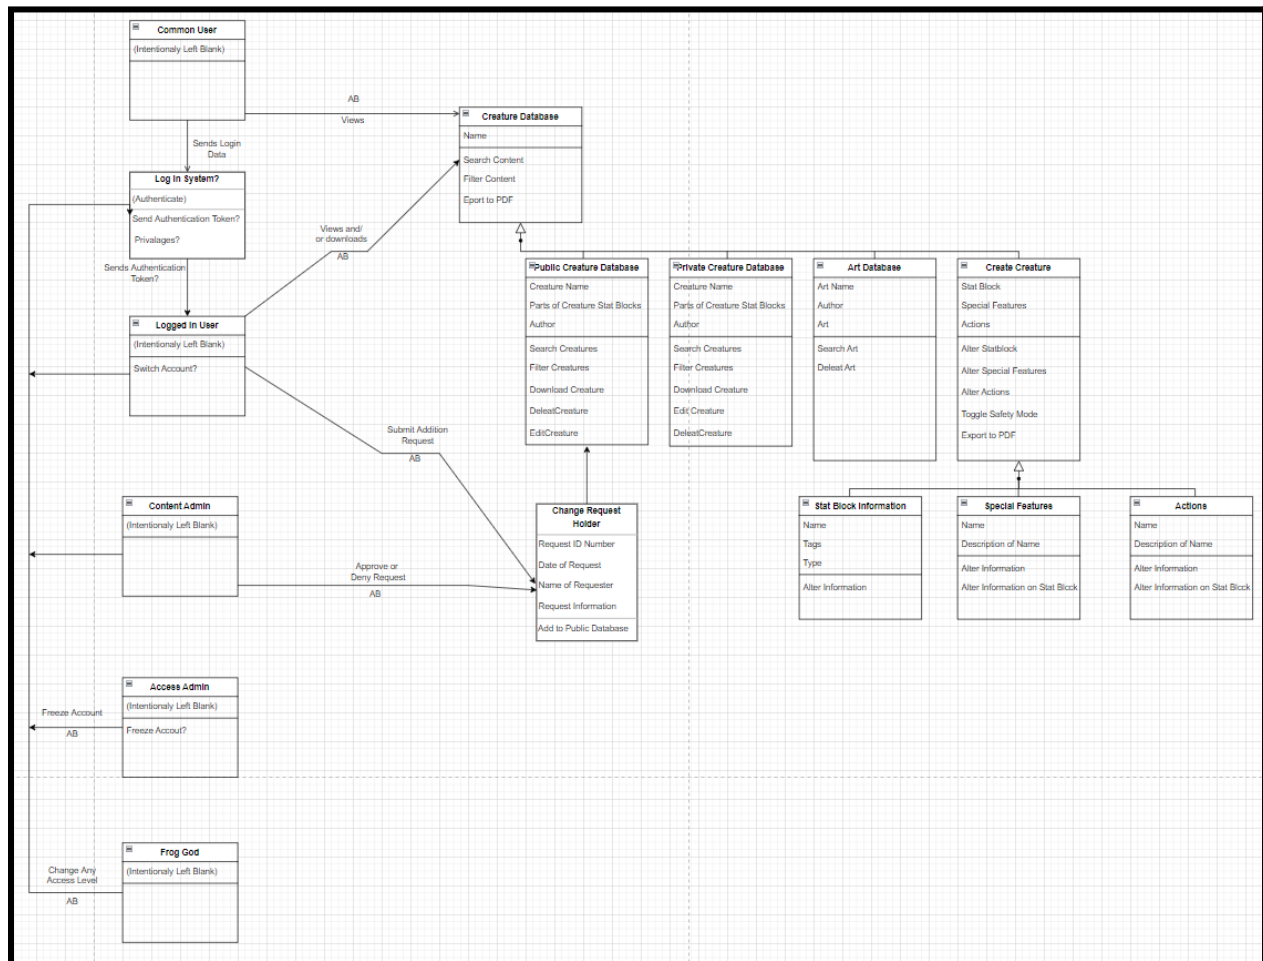 Common User
(Intentionaly Left Blank)
AB
Views
Sends Login
Data
Creature Database
Name
Search Content
Filter Content
Eport to PDF
Log In System?
(Authenticate)
Send Authentication Token?
Privalages?
Sends Authentication
Token?
Views and/
or downloads
AB
Logged In User
(Intentionaly Left Blank)
Switch Account?
Public Creature Database
Creature Name
Parts of Creature Stat Blocks
Author
Search Creatures
Filter Creatures
Download Creature
DeleatCreature
EditCreature
Private Creature Database
Creature Name
Parts of Creature Stat Blocks
Author
Search Creatures
Filter Creatures
Download Creature
Edit Creature
DeleatCreature
Art Database
Art Name
Author
Art
Search Art
Deleat Art
Create Creature
Stat Block
Special Features
Actions
Alter Statblock
Alter Special Features
Alter Actions
Toggle Safety Mode
Export to PDF
Submit Addition
Request
AB
Content Admin
(Intentionaly Left Blank)
Approve or
Deny Request
AB
Change Request
Holder
Request ID Number
Date of Request
Name of Requester
Request Information
Add to Public Database
Stat Block Information
Name
Tags
Type
Alter Information
Special Features
Name
Description of Name
Alter Information
Alter Information on Stat Block
Actions
Name
Description of Name
Alter Information
Alter Information on Stat Block
Access Admin
(Intentionaly Left Blank)
Freeze Accout?
Freeze Account
AB
Frog God
(Intentionaly Left Blank)
Change Any
Access Level
AB